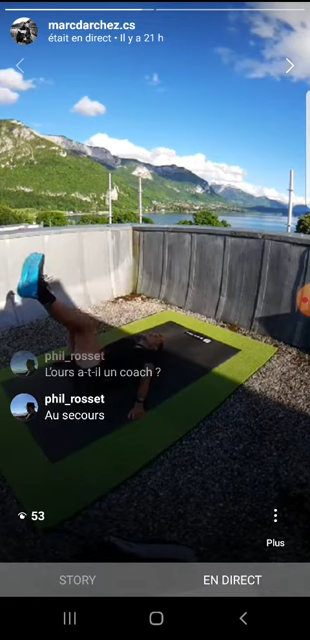 marcdarchez.cs
était en direct • Il y a 21 h
phil_rosset
L'ours a-t-il un coach ?
phil_rosset
Au secours
53
Plus
STORY
EN DIRECT